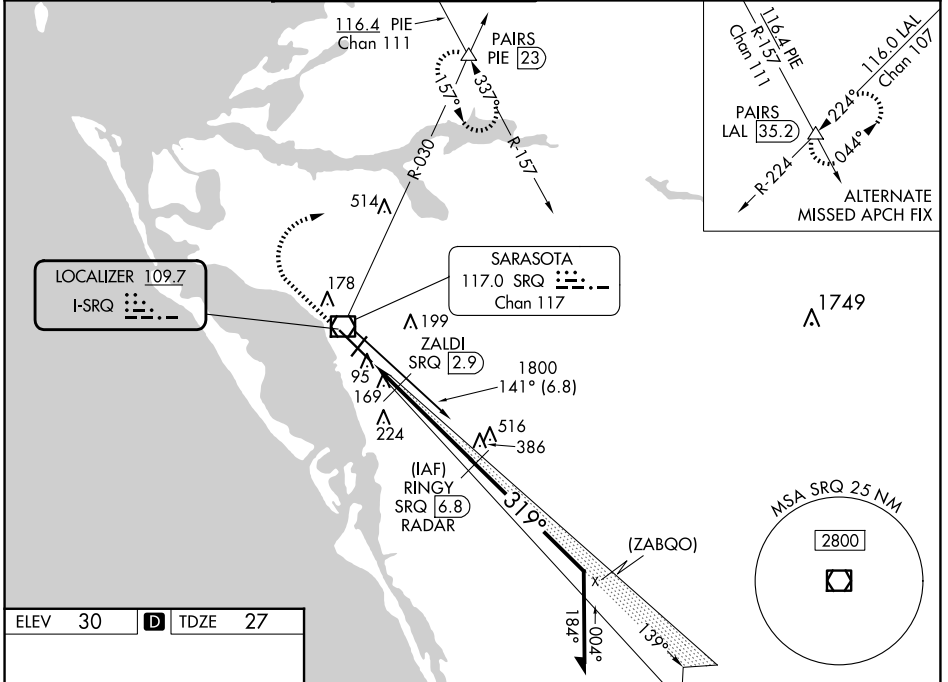 116.4 PIE
Chan 111
PAIRS
PIE 23
157°
337°
R-030
R-157
116.4 PIE
R-157
Chan 111
116.0 LAL
Chan 107
PAIRS
LAL 35.2
224°
044°
R-224
ALTERNATE
MISSED APCH FIX
514
LOCALIZER 109.7
I-SRQ
178
SARASOTA
117.0 SRQ
Chan 117
199
1749
ZALDI
SRQ 2.9
95
169
1800
141° (6.8)
224
516
386
(IAF)
RINGY
SRQ 6.8
RADAR
319°
(ZABQO)
X
184°
004°
139°
MSA SRQ 25 NM
2800
ELEV 30 D TDZE 27